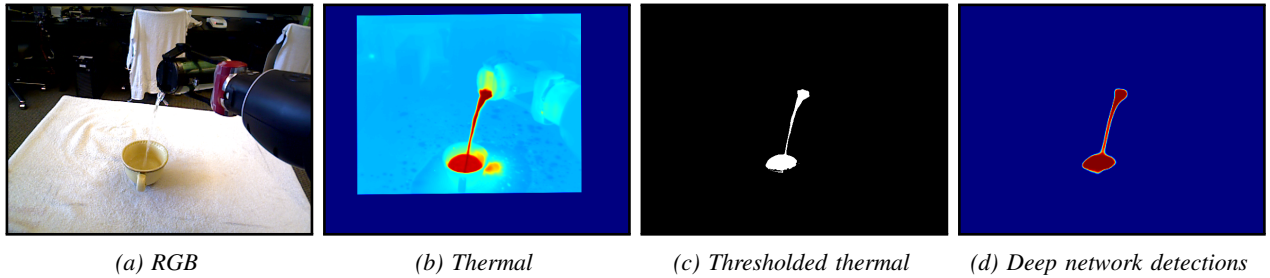 (a) RGB
(b) Thermal
(c) Thresholded thermal
(d) Deep network detections